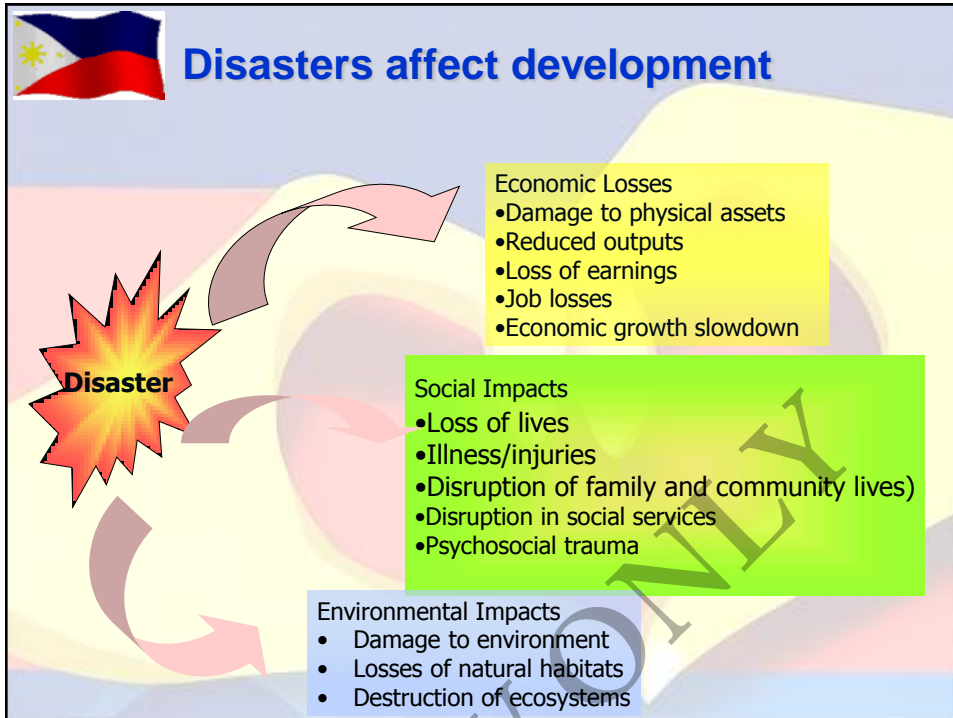 Disasters affect development
Economic Losses
•Damage to physical assets
•Reduced outputs
•Loss of earnings
•Job losses
•Economic growth slowdown
Disaster
Social Impacts
•Loss of lives
•Illness/injuries
•Disruption of family and community lives)
•Disruption in social services
•Psychosocial trauma
Environmental Impacts
• Damage to environment
• Losses of natural habitats
• Destruction of ecosystems
ONLY